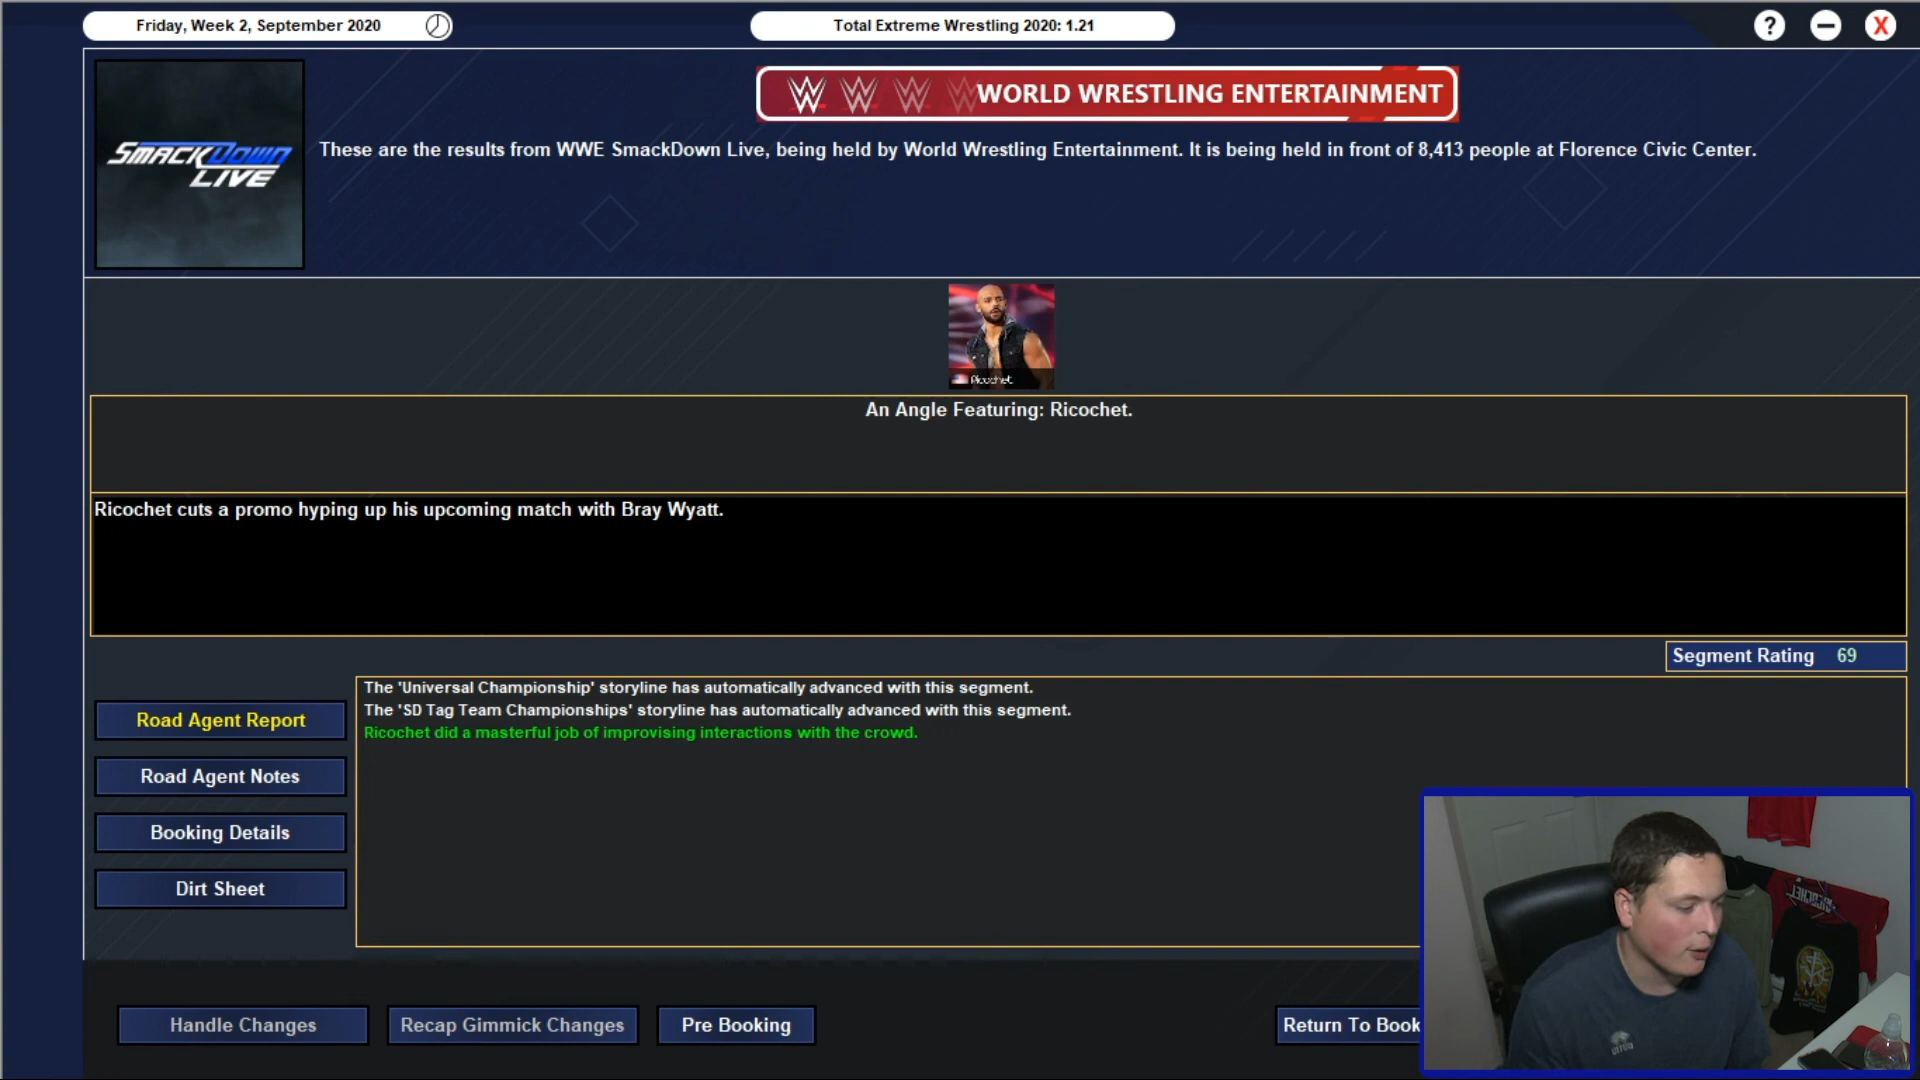 Friday, Week 2, September 2020
Total Extreme Wrestling 2020: 1.21
?
X
SMACKDOWN
LIVE
WORLD WRESTLING ENTERTAINMENT
These are the results from WWE SmackDown Live, being held by World Wrestling Entertainment. It is being held in front of 8,413 people at Florence Civic Center.
Ricochet
An Angle Featuring: Ricochet.
Ricochet cuts a promo hyping up his upcoming match with Bray Wyatt.
Segment Rating 69
The 'Universal Championship' storyline has automatically advanced with this segment.
The 'SD Tag Team Championships' storyline has automatically advanced with this segment.
Ricochet did a masterful job of improvising interactions with the crowd.
Road Agent Report
Road Agent Notes
Booking Details
Dirt Sheet
Handle Changes
Recap Gimmick Changes
Pre Booking
Return To Book